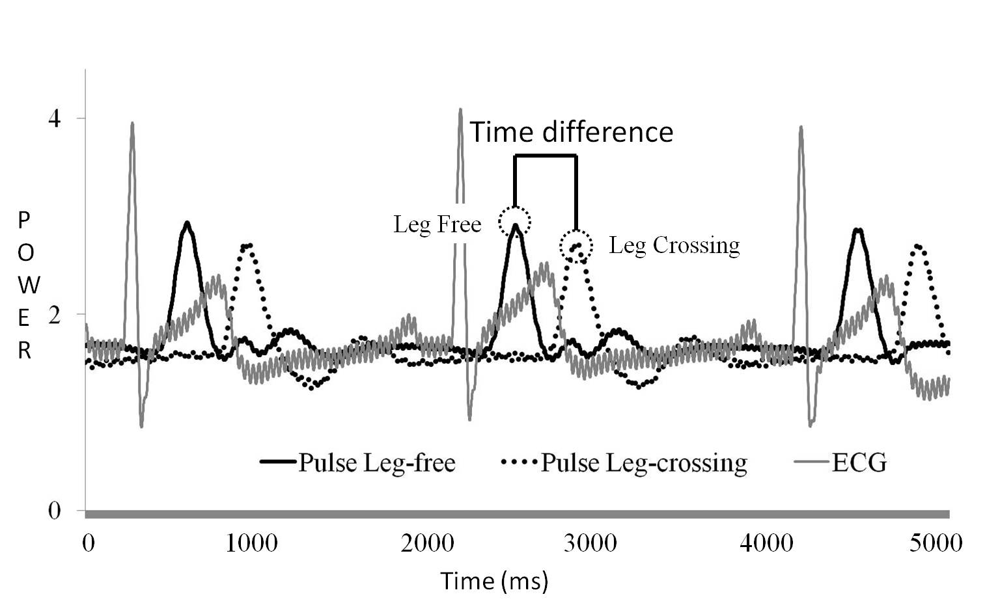 4
Time difference
POWER
Leg Free
Leg Crossing
2
Pulse Leg-free
Pulse Leg-crossing
ECG
0
0 1000 2000 3000 4000 5000
Time (ms)